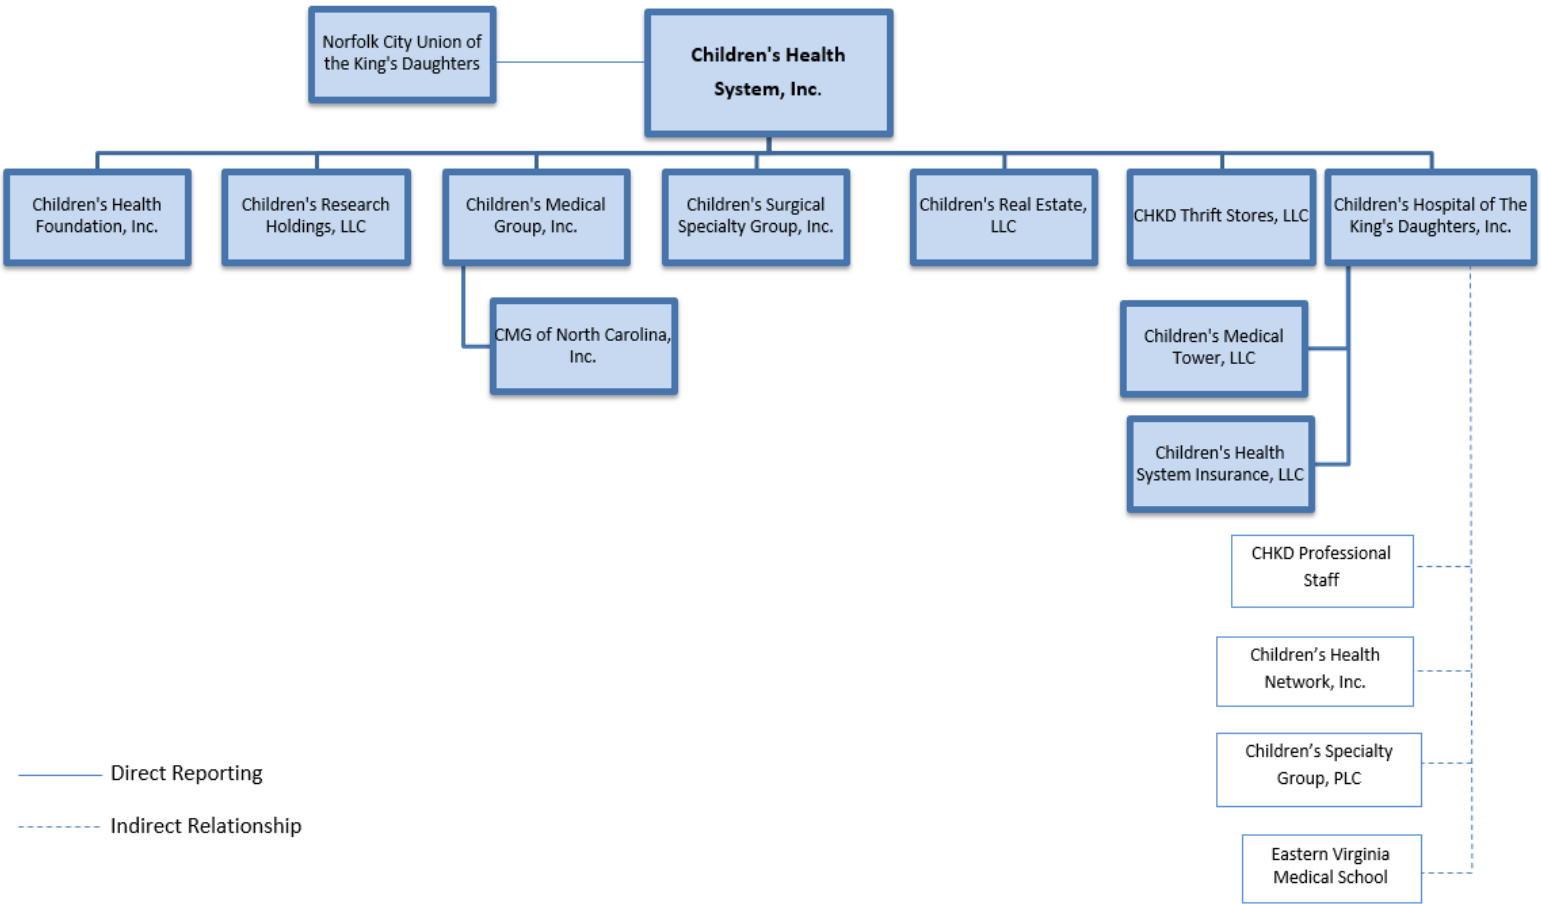 Norfolk City Union of
the King's Daughters
Children's Health
System, Inc.
Children's Health
Foundation, Inc.
Children's Research
Holdings, LLC
Children's Medical
Group, Inc.
Children's Surgical
Specialty Group, Inc.
Children's Real Estate,
LLC
CHKD Thrift Stores, LLC
Children's Hospital of The
King's Daughters, Inc.
CMG of North Carolina,
Inc.
Children's Medical
Tower, LLC
Children's Health
System Insurance, LLC
CHKD Professional
Staff
Children’s Health
Network, Inc.
Children’s Specialty
Group, PLC
Eastern Virginia
Medical School
Direct Reporting
Indirect Relationship